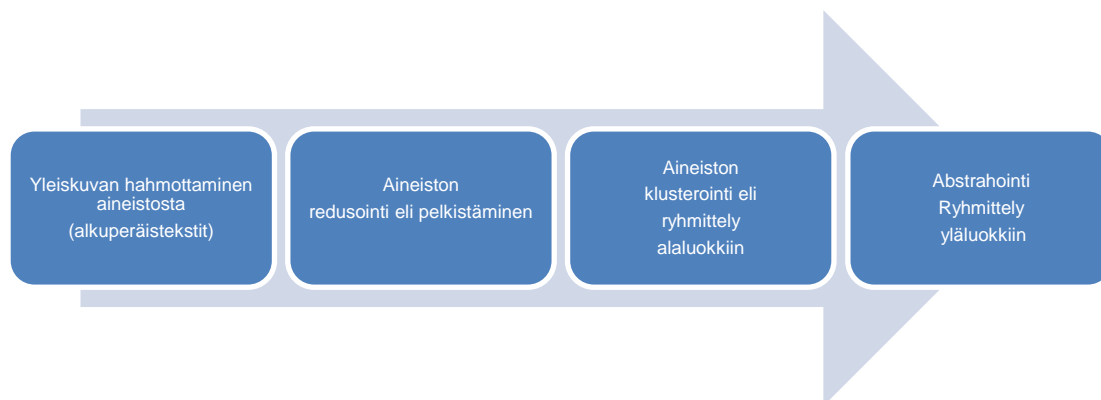 Yleiskuvan hahmottaminen
aineistosta
(alkuperäistekstit)
Aineiston
redusointi eli pelkistäminen
Aineiston
klusterointi eli
ryhmittely
alaluokkiin
Abstrahointi
Ryhmittely
yläluokkiin